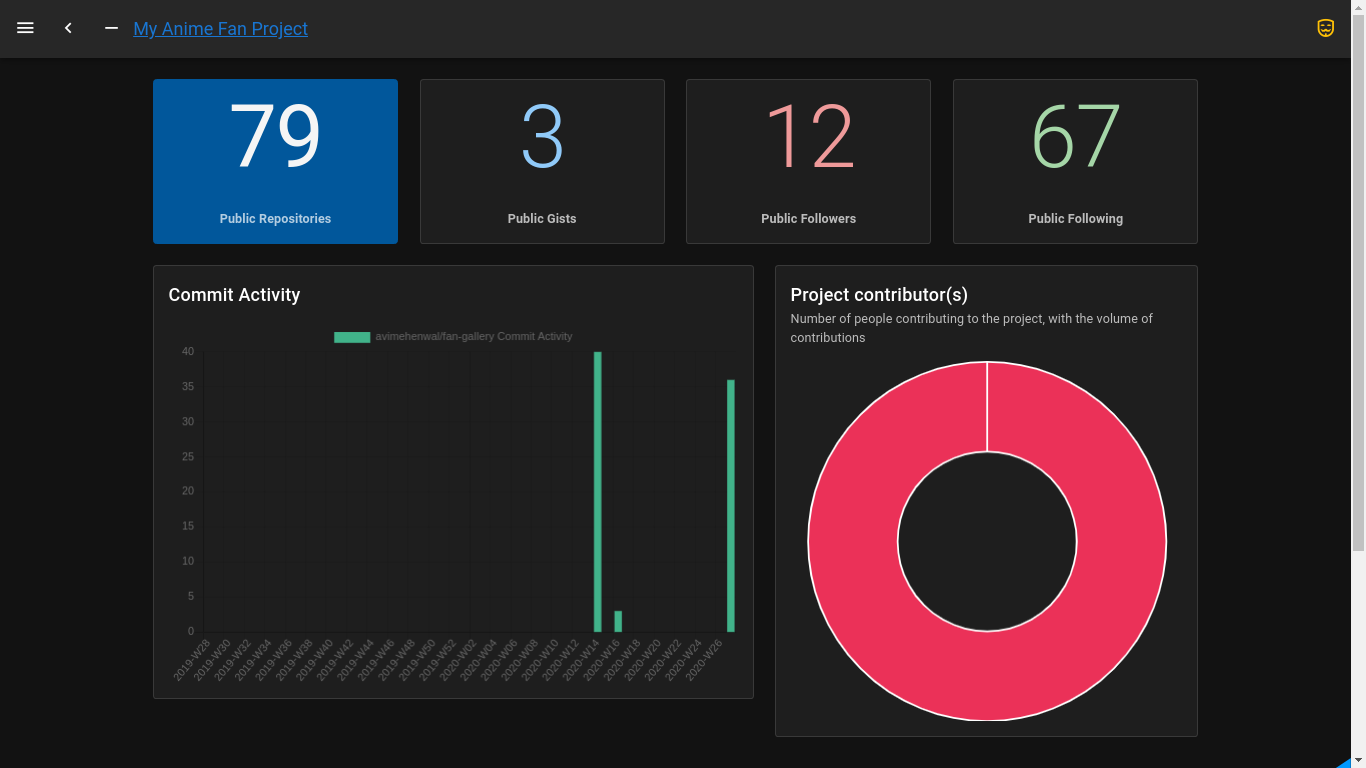 My Anime Fan Project
79
3
12
67
Public Repositories
Public Gists
Public Followers
Public Following
Commit Activity
avimehenwal/fan-gallery Commit Activity
40
35
30
25
20
15
10
5
0
2019-W28
2019-W30
2019-W32
2019-W34
2019-W36
2019-W38
2019-W40
2019-W42
2019-W44
2019-W46
2019-W48
2019-W50
2019-W52
2020-W02
2020-W04
2020-W06
2020-W08
2020-W10
2020-W12
2020-W14
2020-W16
2020-W18
2020-W20
2020-W22
2020-W24
2020-W26
Project contributor(s)
Number of people contributing to the project, with the volume of
contributions